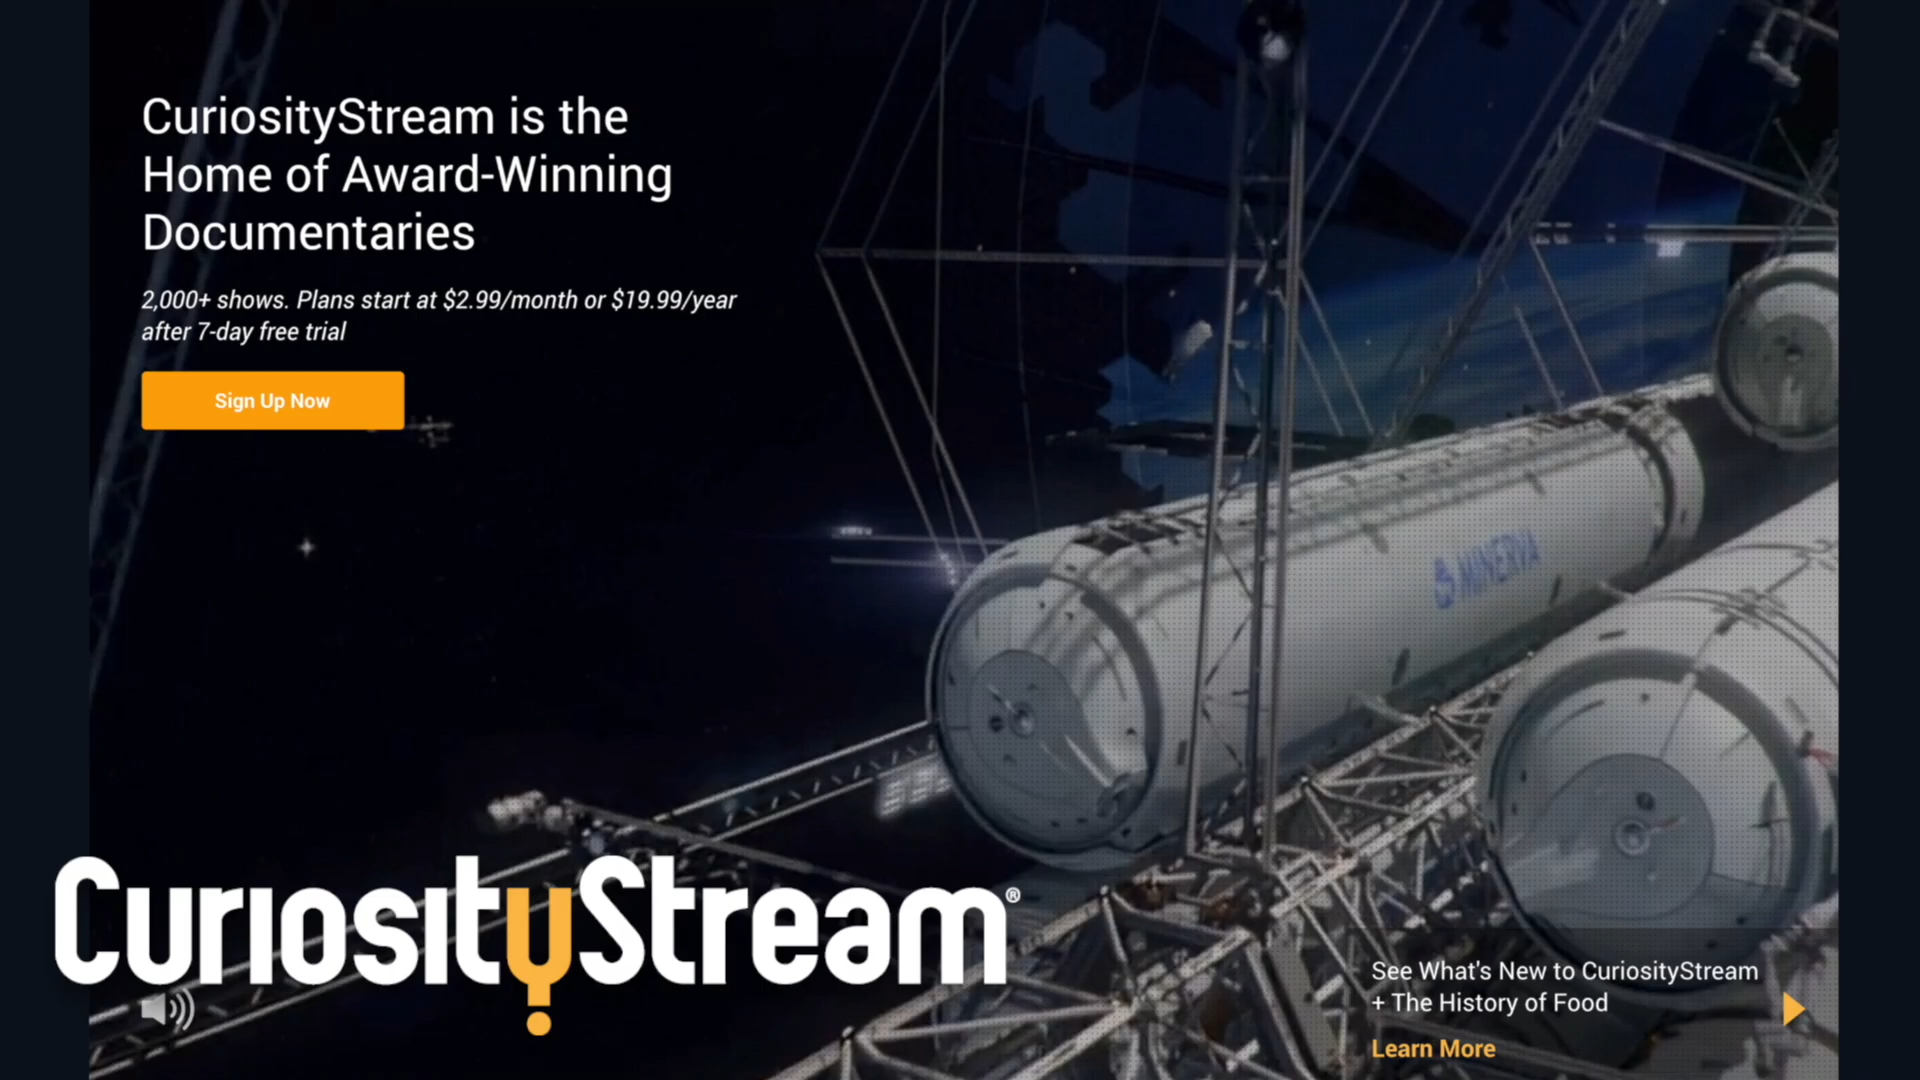 CuriosityStream is the
Home of Award-Winning
Documentaries
2,000+ shows. Plans start at $2.99/month or $19.99/year
after 7-day free trial
Sign Up Now
MINERVA
CuriosityStream®
See What's New to CuriosityStream
+ The History of Food
Learn More